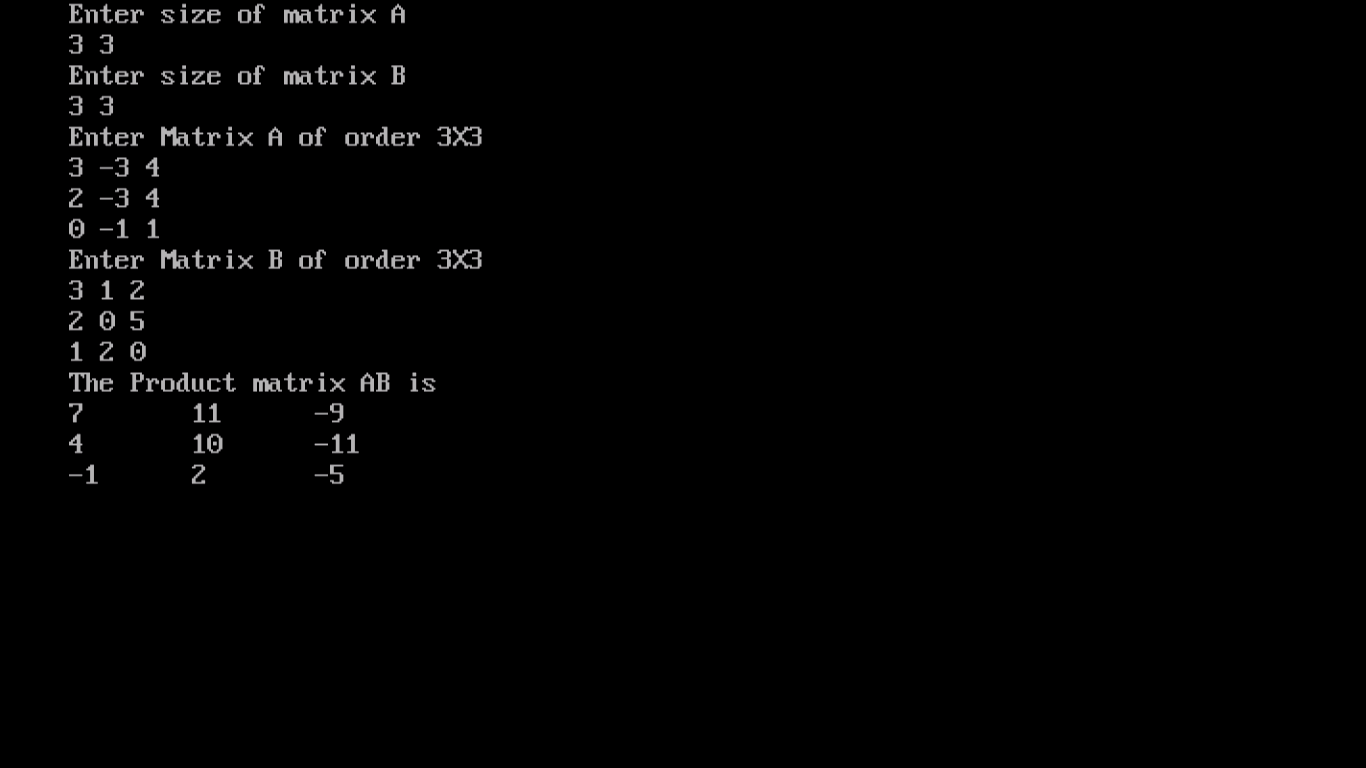 Enter size of matrix A
3 3
Enter size of matrix B
3 3
Enter Matrix A of order 3X3
3 -3 4
2 -3 4
0 -1 1
Enter Matrix B of order 3X3
3 1 2
2 0 5
1 2 0
The Product matrix AB is
7 11 -9
4 10 -11
-1 2 -5